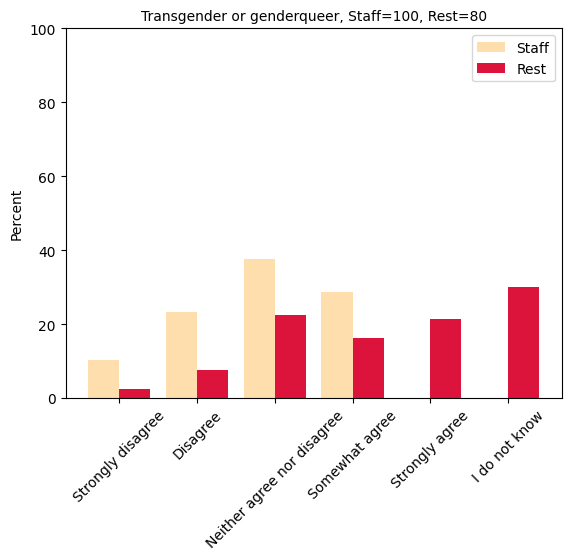 Transgender or genderqueer, Staff=100, Rest=80
100
80
60
40
20
0
Percent
Staff
Rest
Strongly disagree
Disagree
Neither agree nor disagree
Somewhat agree
Strongly agree
I do not know